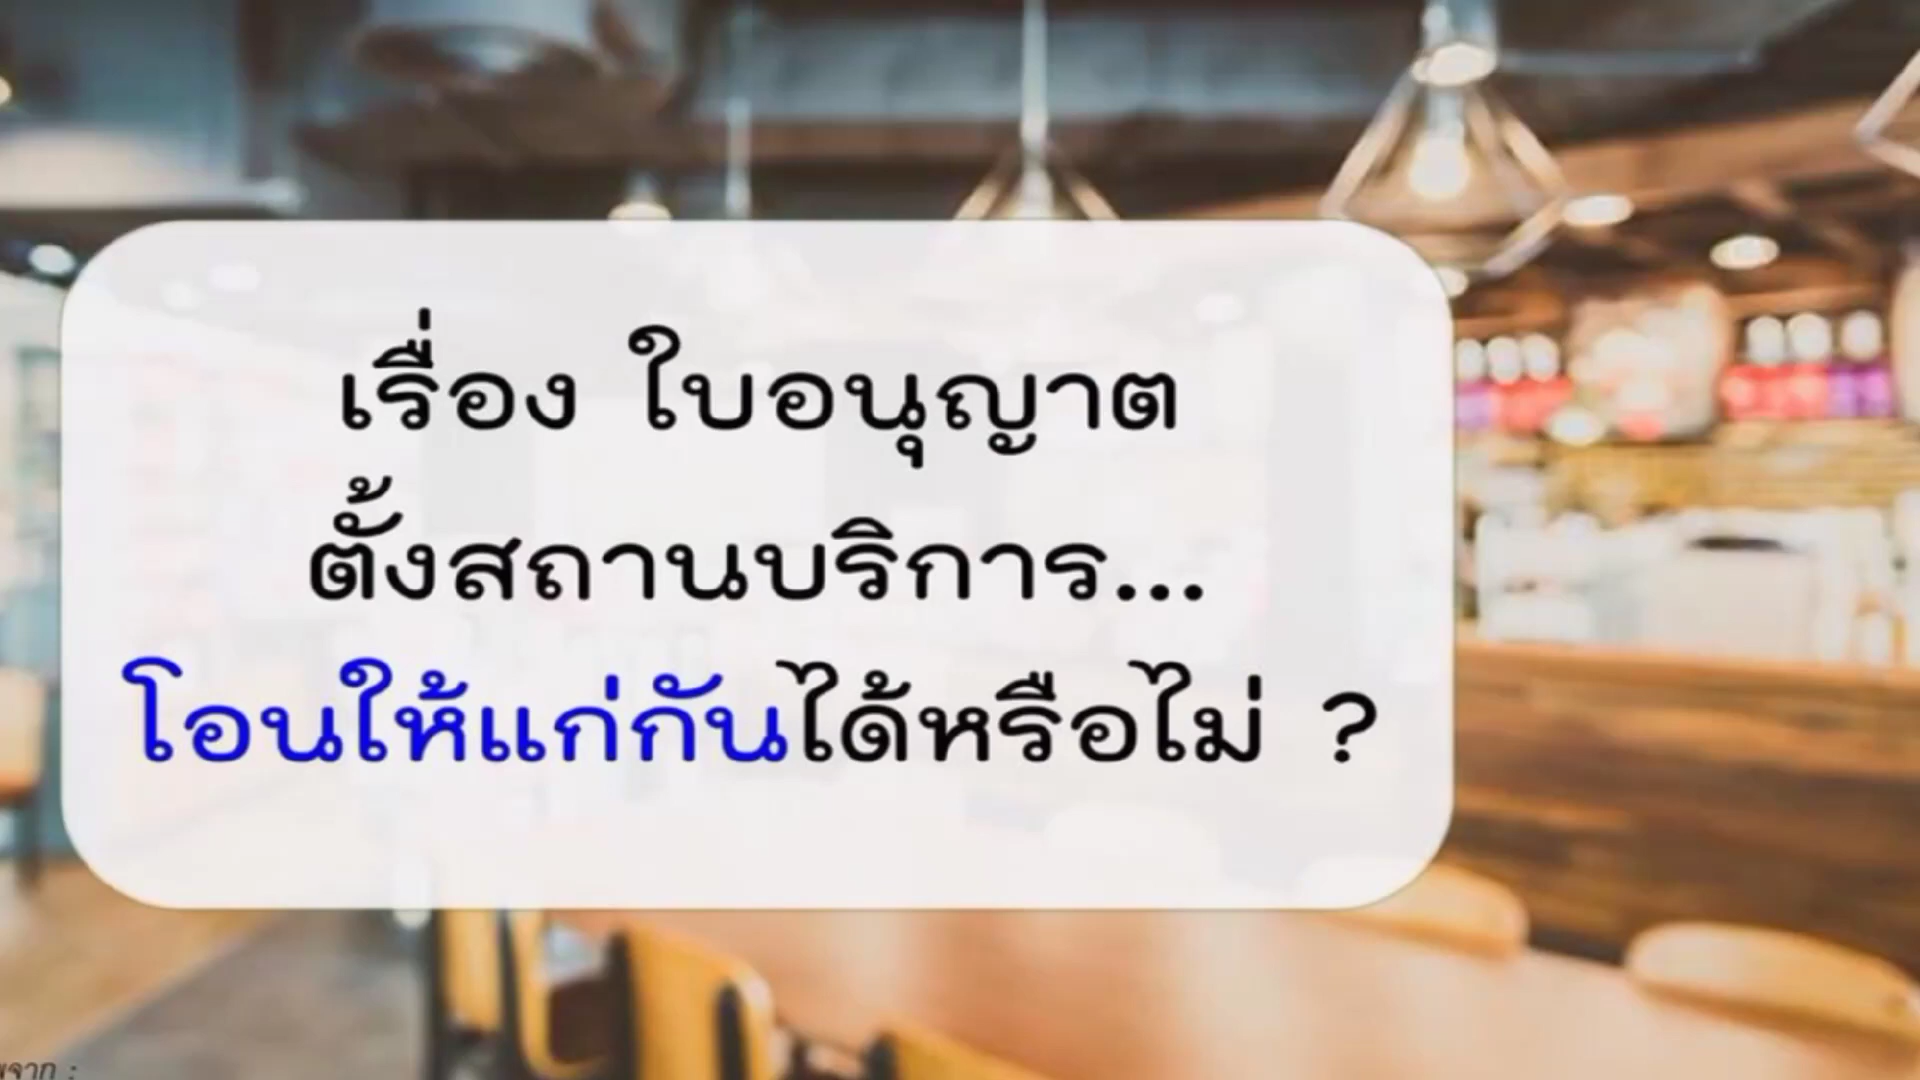 เรื่อง ใบอนุญาต
ตั้งสถานบริการ...
โอนให้แก่กันได้หรือไม่ ?